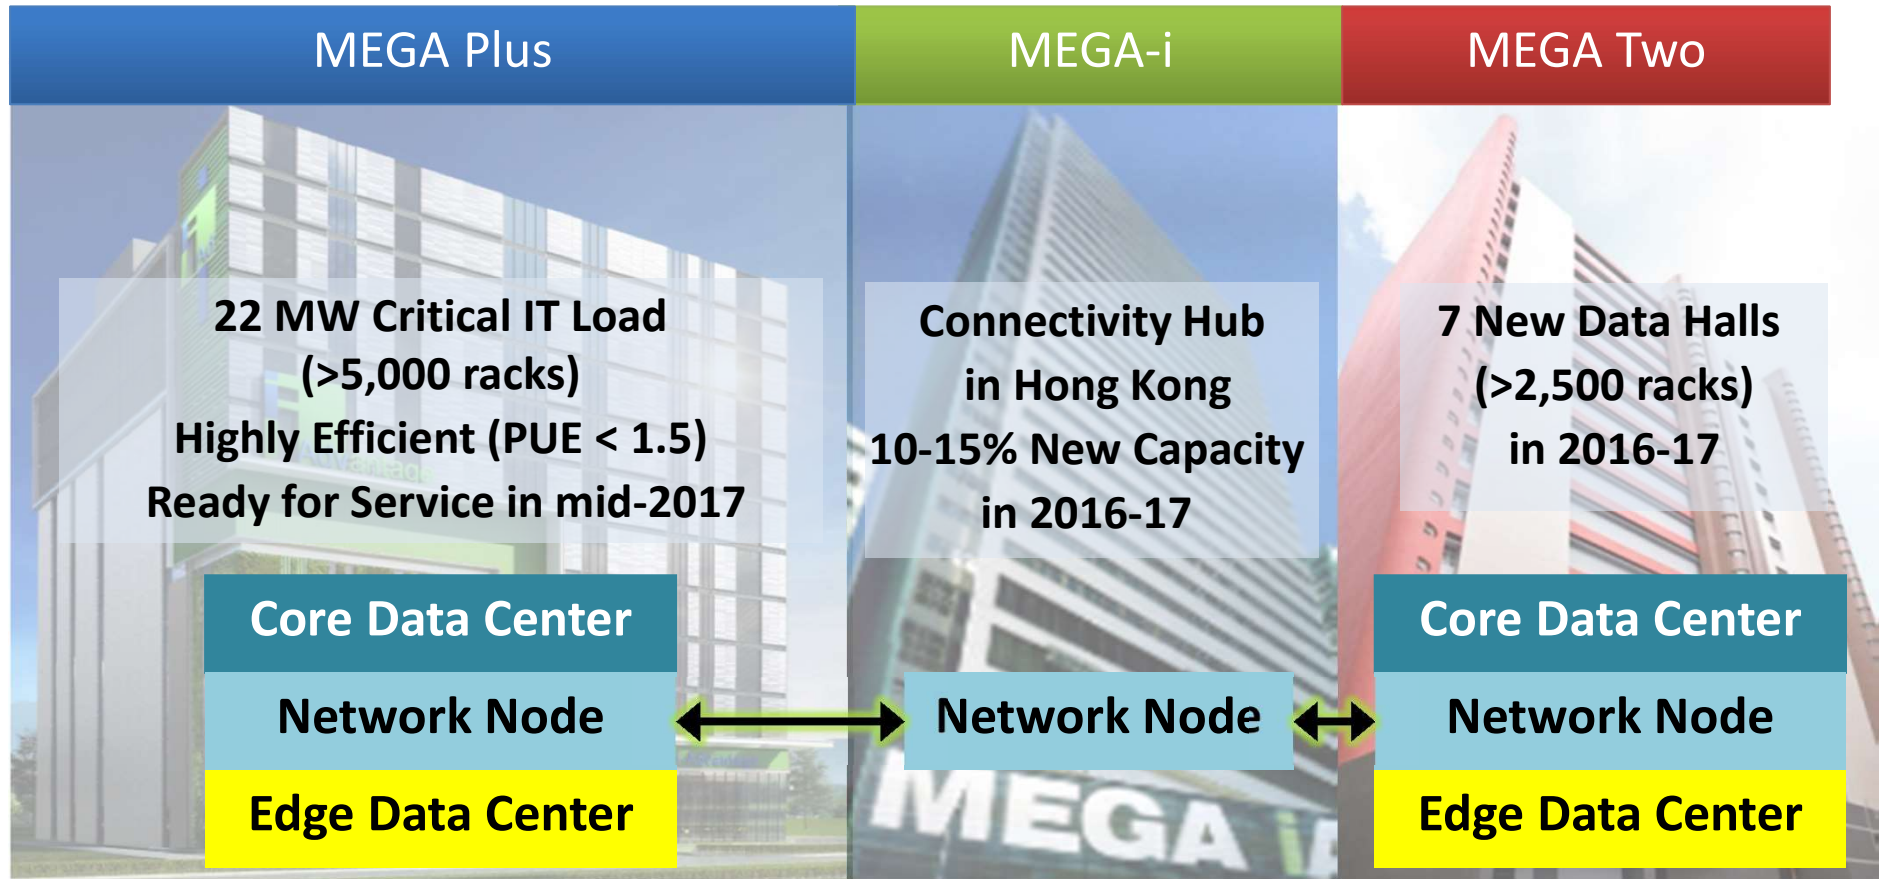 MEGA Plus
MEGA-i
MEGA Two
22 MW Critical IT Load
(>5,000 racks)
Highly Efficient (PUE < 1.5)
Ready for Service in mid-2017
Connectivity Hub
in Hong Kong
10-15% New Capacity
in 2016-17
7 New Data Halls
(>2,500 racks)
in 2016-17
Core Data Center
Network Node
Edge Data Center
Network Node
Core Data Center
Network Node
Edge Data Center
MEGA i